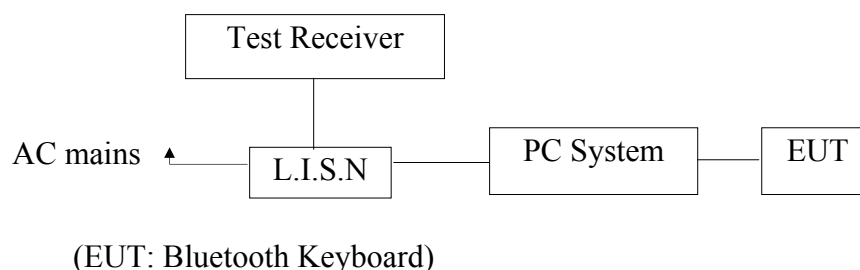 Test Receiver
AC mains
L.I.S.N
PC System
EUT
(EUT: Bluetooth Keyboard)